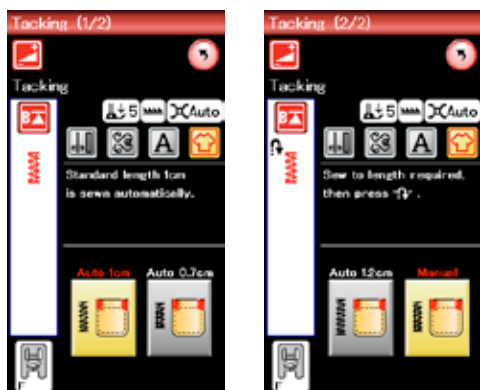 Tacking (1/2)
Tacking
B
5
Auto
A
Standard length 1cm
is sewn automatically.
Auto 1cm
Auto 0.7cm
F
Tacking (2/2)
Tacking
B
5
Auto
A
Sew to length required,
then press .
Auto 1.2cm
Manual
F